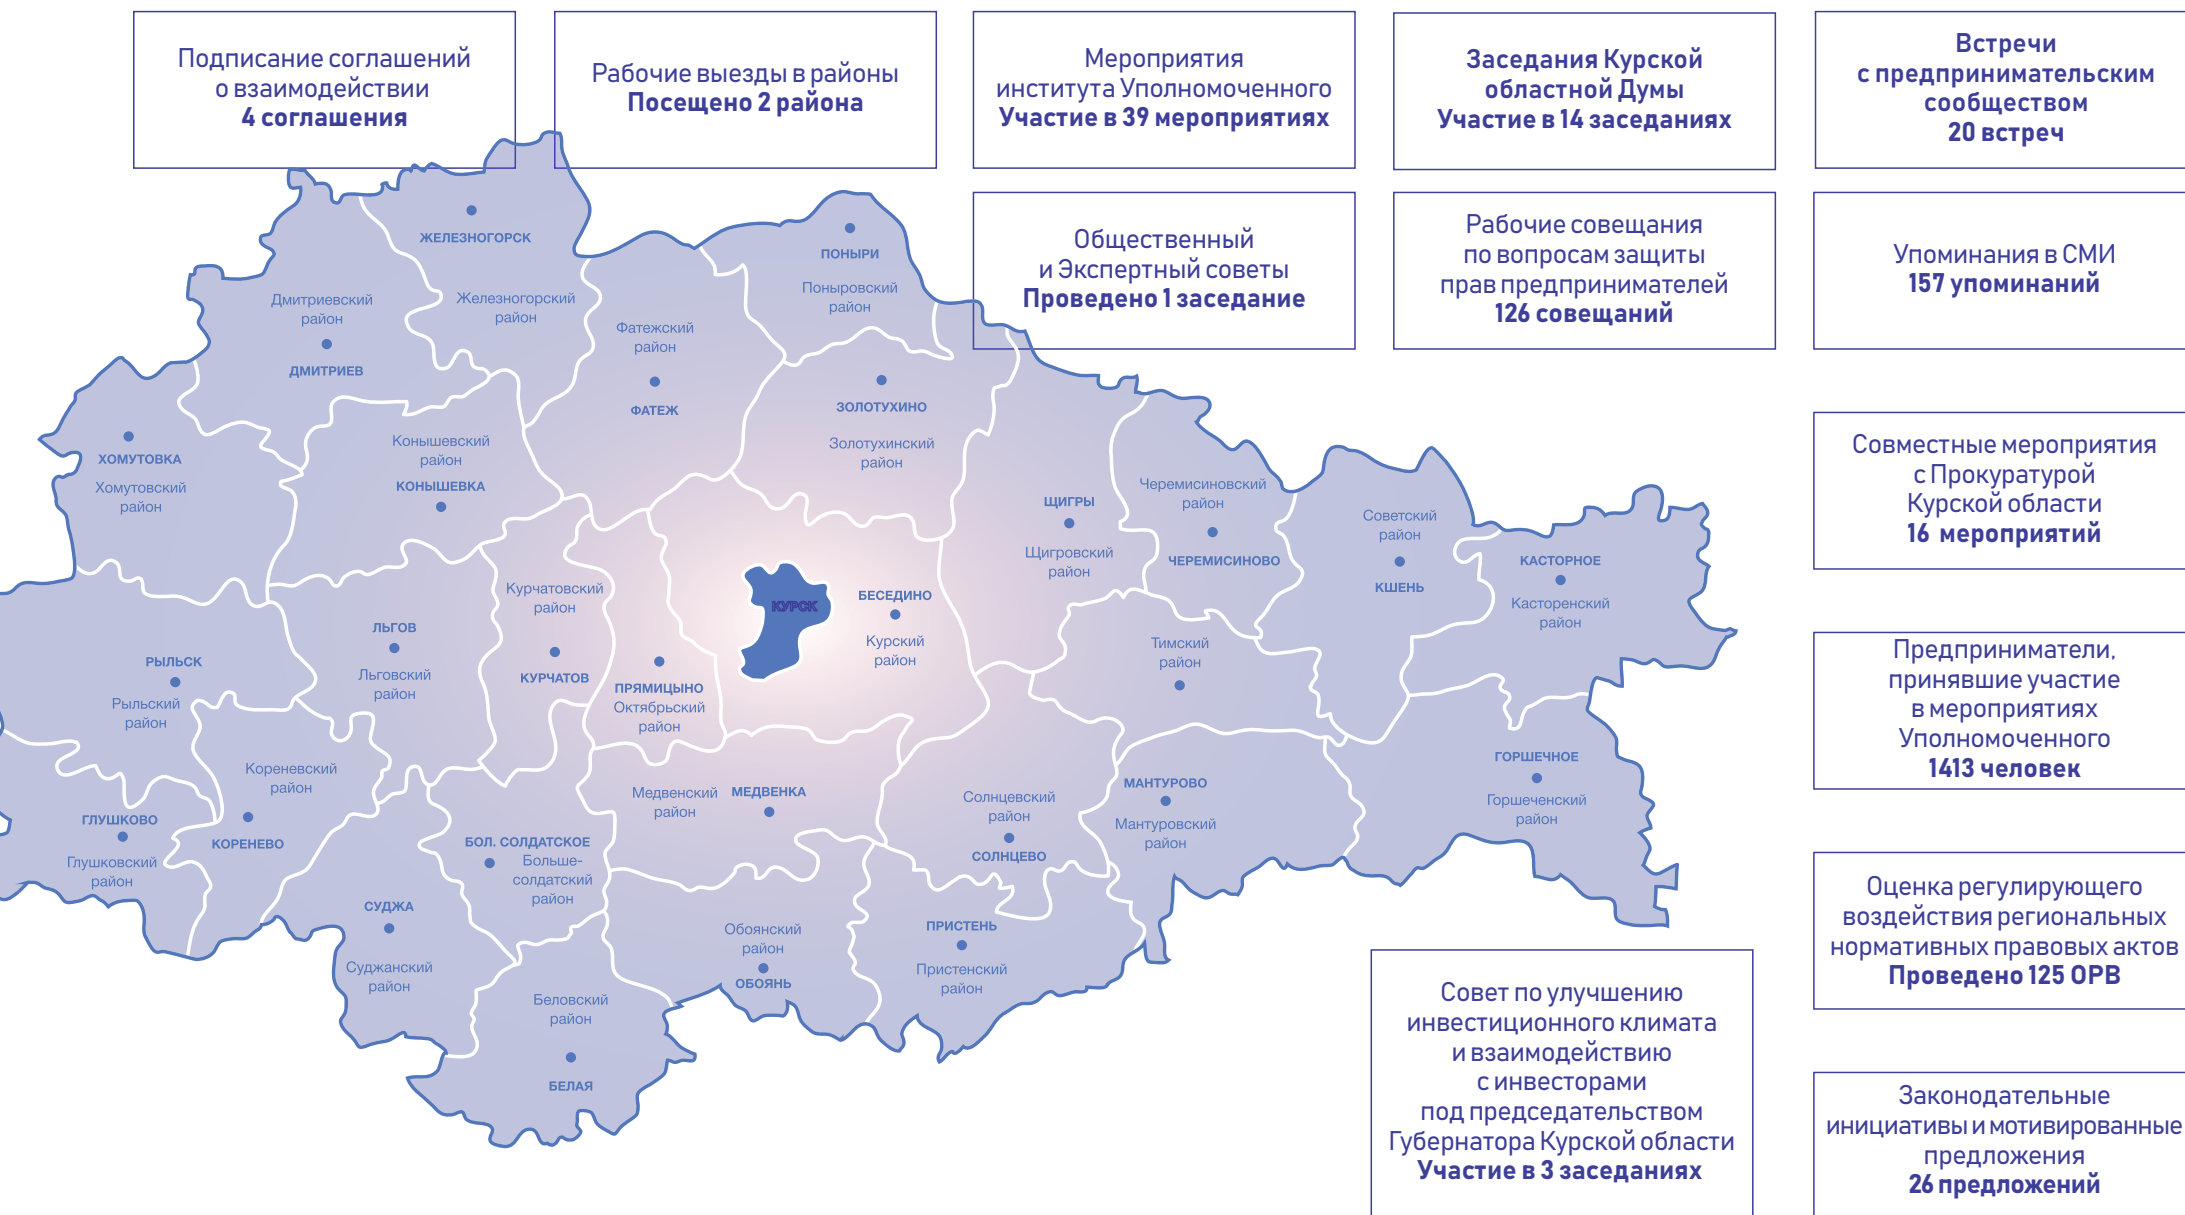 Подписание соглашений
о взаимодействии
4 соглашения
Рабочие выезды в районы
Посещено 2 района
Мероприятия
института Уполномоченного
Участие в 39 мероприятиях
Заседания Курской
областной Думы
Участие в 14 заседаниях
Встречи
с предпринимательским
сообществом
20 встреч
Общественный
и Экспертный советы
Проведено 1 заседание
Рабочие совещания
по вопросам защиты
прав предпринимателей
126 совещаний
Упоминания в СМИ
157 упоминаний
Совместные мероприятия
с Прокуратурой
Курской области
16 мероприятий
Предприниматели,
принявшие участие
в мероприятиях
Уполномоченного
1413 человек
Оценка регулирующего
воздействия региональных
нормативных правовых актов
Проведено 125 ОРВ
Совет по улучшению
инвестиционного климата
и взаимодействию
с инвесторами
под председательством
Губернатора Курской области
Участие в 3 заседаниях
Законодательные
инициативы и мотивированные
предложения
26 предложений
ЖЕЛЕЗНОГОРСК
Железногорский
район
Дмитриевский
район
ДМИТРИЕВ
Фатежский
район
ФАТЕЖ
ПОНЫРИ
Поныровский
район
ЗОЛОТУХИНО
Золотухинский
район
ХОМУТОВКА
Хомутовский
район
Конышевский
район
КОНЫШЕВКА
ЩИГРЫ
Щигровский
район
Черемисиновский
район
ЧЕРЕМИСИНОВО
Советский
район
КШЕНЬ
КАСТОРНОЕ
Касторенский
район
Курчатовский
район
КУРЧАТОВ
КУРСК
БЕСЕДИНО
Курский
район
ЛЬГОВ
Льговский
район
РЫЛЬСК
Рыльский
район
ПРЯМИЦЫНО
Октябрьский
район
Тимский
район
ГОРШЕЧНОЕ
Горшеченский
район
Кореневский
район
КОРЕНЕВО
ГЛУШКОВО
Глушковский
район
Медвенский
район
МЕДВЕНКА
Солнцевский
район
СОЛНЦЕВО
МАНТУРОВО
Мантуровский
район
БОЛ. СОЛДАТСКОЕ
Больше-
солдатский
район
СУДЖА
Суджанский
район
Обоянский
район
ОБОЯНЬ
ПРИСТЕНЬ
Пристенский
район
Беловский
район
БЕЛАЯ